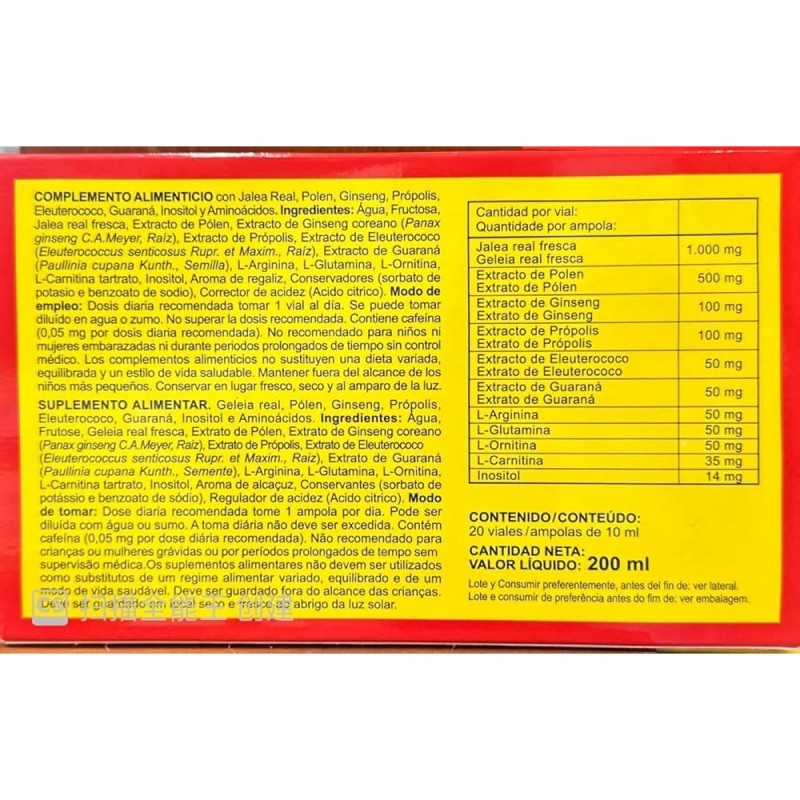 COMPLEMENTO ALIMENTICIO con Jalea Real, Polen, Ginseng, Própolis,
Eleuterococo, Guaraná, Inositol y Aminoácidos. Ingredientes: Água, Fructosa,
Jalea real fresca, Extracto de Pólen, Extracto de Ginseng coreano (Panax
ginseng C.A.Meyer, Raíz), Extracto de Própolis, Extracto de Eleuterococo
(Eleuterococcus senticosus Rupr. et Maxim., Raíz), Extracto de Guaraná
(Paullinia cupana Kunth., Semilla), L-Arginina, L-Glutamina, L-Ornitina,
L-Carnitina tartrato, Inositol, Aroma de regaliz, Conservadores (sorbato de
potasio e benzoato de sodio), Corrector de acidez (Acido cítrico). Modo de
empleo: Dosis diaria recomendada tomar 1 vial al día. Se puede tomar
diluído en agua o zumo. No superar la dosis recomendada. Contiene cafeína
(0,05 mg por dosis diaria recomendada). No recomendado para niños ni
mujeres embarazadas ni durante periodos prolongados de tiempo sin control
médico. Los complementos alimenticios no sustituyen una dieta variada,
equilibrada y un estilo de vida saludable. Mantener fuera del alcance de los
niños más pequeños. Conservar en lugar fresco, seco y al amparo de la luz.
SUPLEMENTO ALIMENTAR. Geleia real, Pólen, Ginseng, Própolis,
Eleuterococo, Guaraná, Inositol e Aminoácidos. Ingredientes: Água,
Frutose, Geleia real fresca, Extrato de Pólen, Extrato de Ginseng coreano
(Panax ginseng C.A.Meyer, Raiz), Extrato de Própolis, Extrato de Eleuterococo
(Eleuterococcus senticosus Rupr. et Maxim., Raíz), Extrato de Guaraná
(Paullinia cupana Kunth., Semente), L-Arginina, L-Glutamina, L-Ornitina,
L-Carnitina tartrato, Inositol, Aroma de alcaçuz, Conservantes (sorbato de
potássio e benzoato de sódio), Regulador de acidez (Acido citrico). Modo
de tomar: Dose diaria recomendada tome 1 ampola por dia. Pode ser
diluída com água ou sumo. A toma diária não deve ser excedida. Contém
cafeína (0,05 mg por dose diária recomendada). Não recomendado para
crianças ou mulheres grávidas ou por períodos prolongados de tempo sem
supervisão médica.Os suplementos alimentares não devem ser utilizados
como substitutos de um regime alimentar variado, equilibrado e de um
modo de vida saudável. Deve ser guardado fora do alcance das crianças.
Deve ser guardado em local seco e fresco ao abrigo da luz solar.
CS 扫描全能王 创建
Cantidad por vial:
Quantidade por ampola:
Jalea real fresca
Geleia real fresca 1.000 mg
Extracto de Polen
Extrato de Pólen 500 mg
Extracto de Ginseng
Extrato de Ginseng 100 mg
Extracto de Própolis
Extrato de Própolis 100 mg
Extracto de Eleuterococo
Extrato de Eleuterococo 50 mg
Extracto de Guaraná
Extrato de Guaraná 50 mg
L-Arginina 50 mg
L-Glutamina 50 mg
L-Ornitina 50 mg
L-Carnitina 35 mg
Inositol 14 mg
CONTENIDO/CONTEÚDO:
20 viales/ampolas de 10 ml
CANTIDAD NETA:
VALOR LÍQUIDO: 200 ml
Lote y Consumir preferentemente, antes del fin de: ver lateral.
Lote e consumir de preferência antes do fim de: ver embalagem.